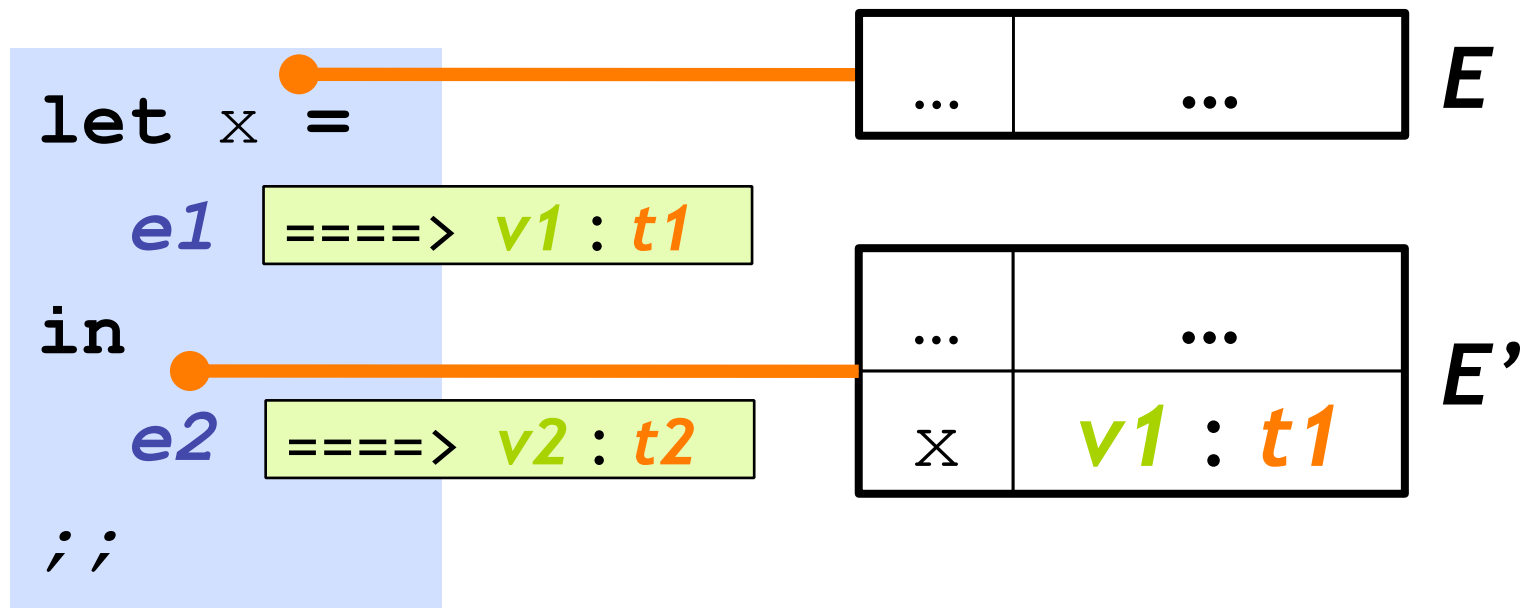 let x =
e1 ====> v1 : t1
in
e2 ====> v2 : t2
;;
... ... E
... ... E’
x v1 : t1